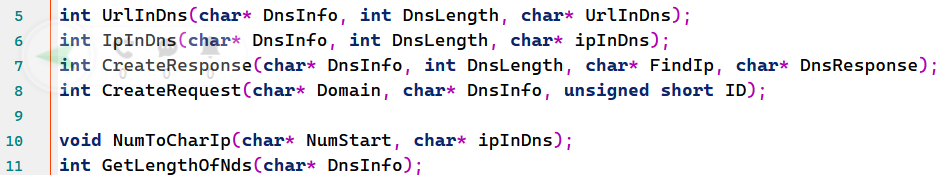 5 int UrlInDns(char* DnsInfo, int DnsLength, char* UrlInDns);
6 int IpInDns(char* DnsInfo, int DnsLength, char* ipInDns);
7 int CreateResponse(char* DnsInfo, int DnsLength, char* FindIp, char* DnsResponse);
8 int CreateRequest(char* Domain, char* DnsInfo, unsigned short ID);
9
10 void NumToCharIp(char* NumStart, char* ipInDns);
11 int GetLengthOfNds(char* DnsInfo);